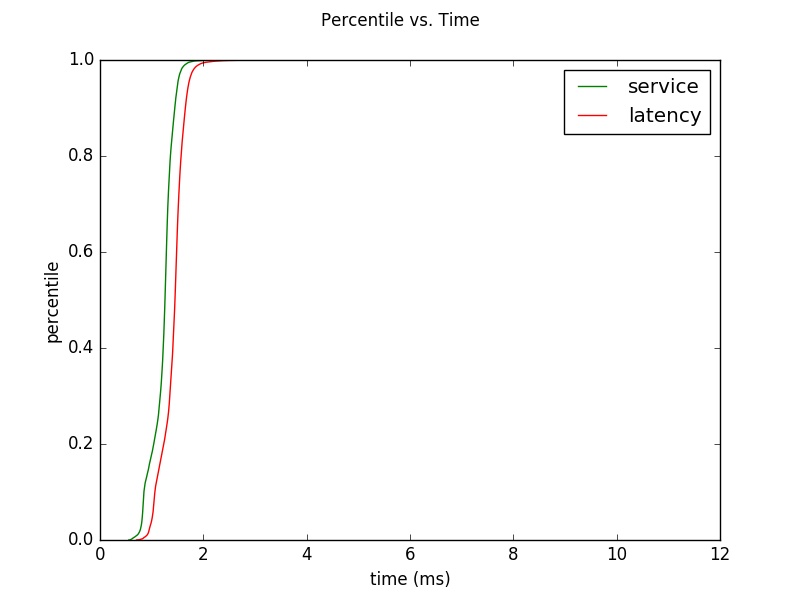 Percentile vs. Time
service
latency
1.0
0.8
0.6
0.4
0.2
0.0
percentile
0 2 4 6 8 10 12
time (ms)